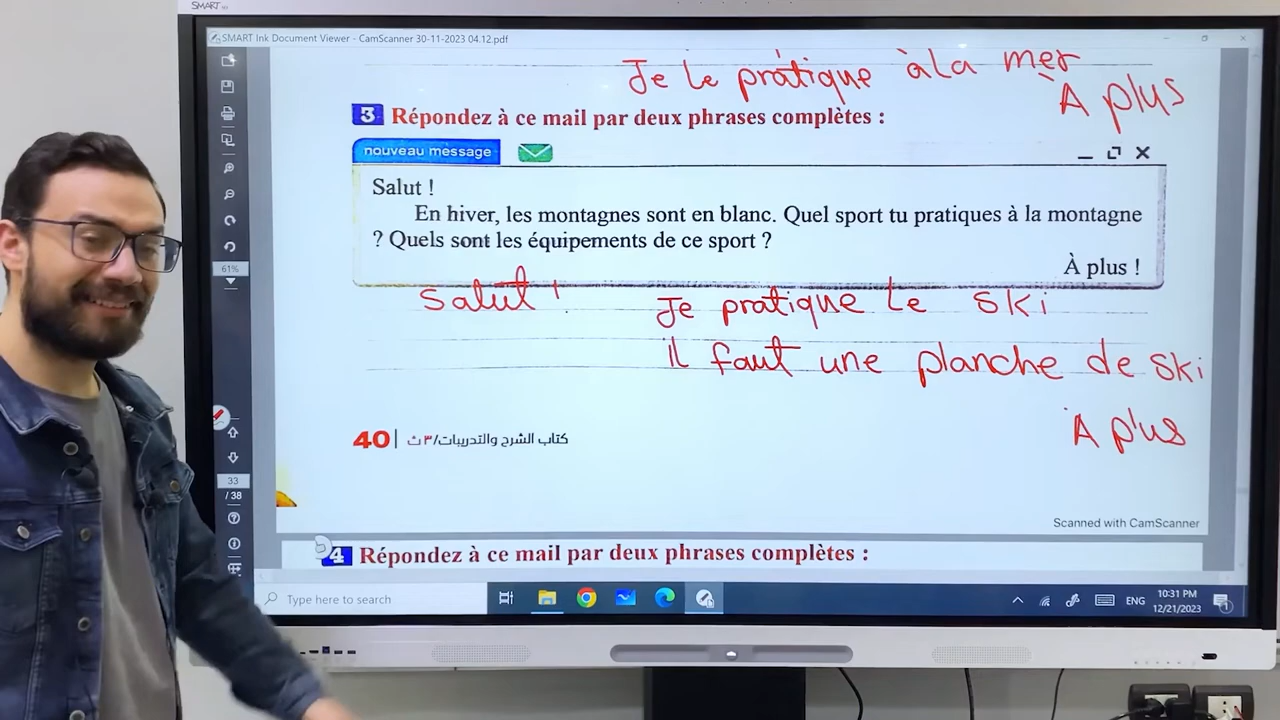 SMART
SMART Ink Document Viewer - CamScanner 30-11-2023 04.12.pdf
Je le pratique à la mer
À plus
3 Répondez à ce mail par deux phrases complètes :
nouveau message
Salut !
En hiver, les montagnes sont en blanc. Quel sport tu pratiques à la montagne
? Quels sont les équipements de ce sport ?
À plus !
Salut !
Je pratique Le ski
il faut une planche de ski
A plus
40 | كتاب الشرح والتدريبات/٣ث
Scanned with CamScanner
4 Répondez à ce mail par deux phrases complètes :
61%
33
/ 38
Type here to search
ENG
10:31 PM
12/21/2023
1